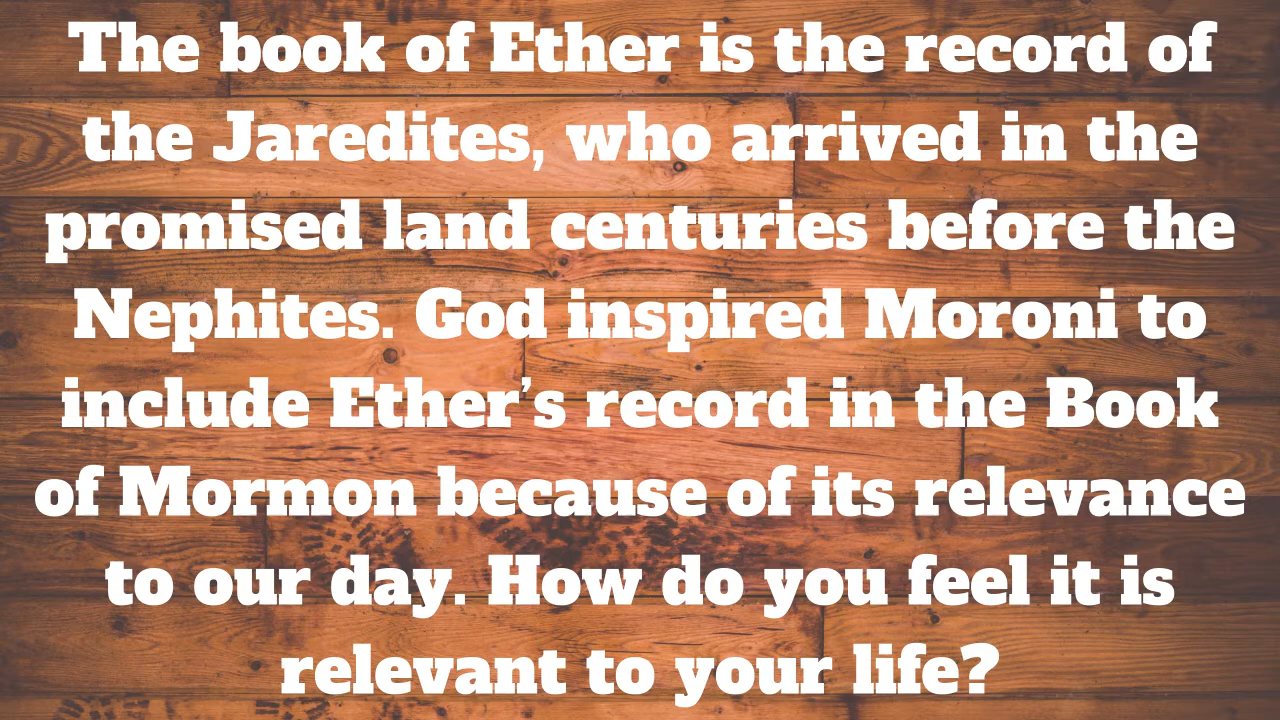 The book of Ether is the record of
the Jaredites, who arrived in the
promised land centuries before the
Nephites. God inspired Moroni to
include Ether’s record in the Book
of Mormon because of its relevance
to our day. How do you feel it is
relevant to your life?